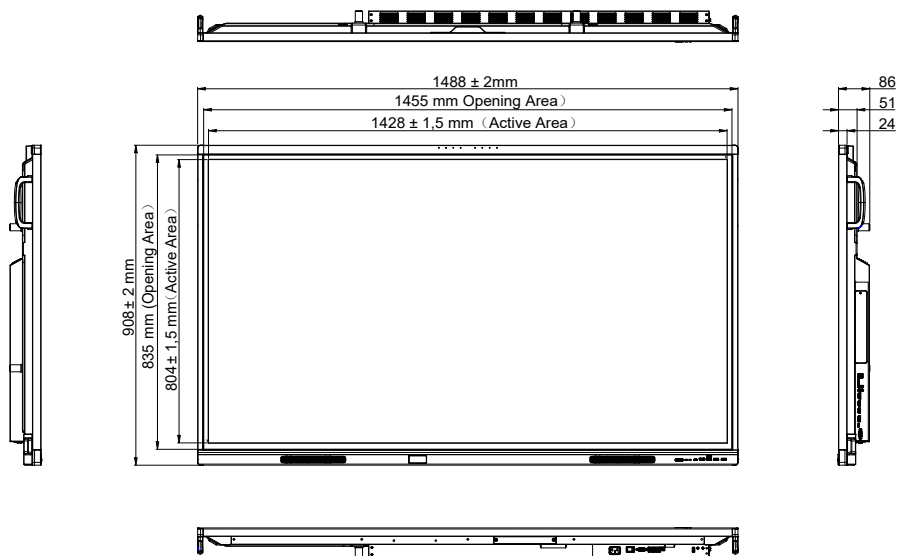 1488 ± 2mm
1455 mm Opening Area）
1428 ± 1,5 mm（Active Area）
86
51
24
908± 2 mm
835 mm (Opening Area）
804± 1,5 mm（Active Area）